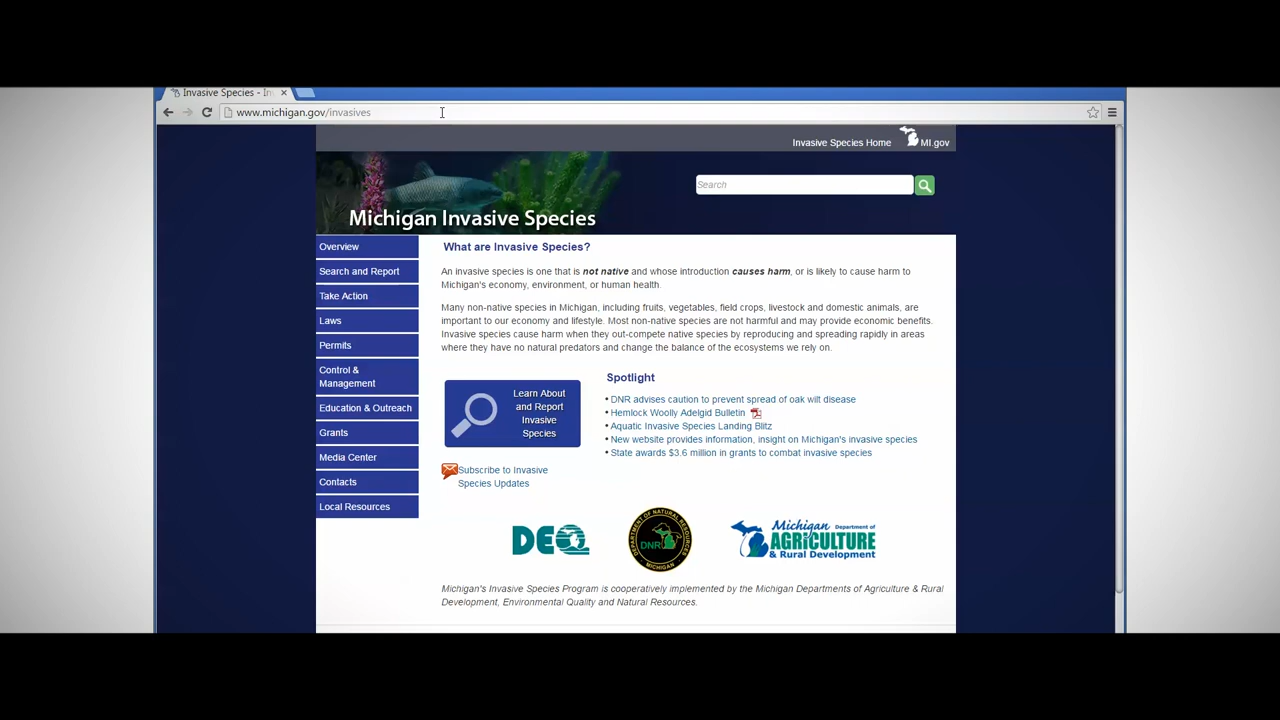 Invasive Species - In
www.michigan.gov/invasives
Invasive Species Home MI.gov
Search
Michigan Invasive Species
Overview
Search and Report
Take Action
Laws
Permits
Control &
Management
Education & Outreach
Grants
Media Center
Contacts
Local Resources
What are Invasive Species?
An invasive species is one that is not native and whose introduction causes harm, or is likely to cause harm to
Michigan's economy, environment, or human health.
Many non-native species in Michigan, including fruits, vegetables, field crops, livestock and domestic animals, are
important to our economy and lifestyle. Most non-native species are not harmful and may provide economic benefits.
Invasive species cause harm when they out-compete native species by reproducing and spreading rapidly in areas
where they have no natural predators and change the balance of the ecosystems we rely on.
Learn About
and Report
Invasive
Species
Subscribe to Invasive
Species Updates
Spotlight
• DNR advises caution to prevent spread of oak wilt disease
• Hemlock Woolly Adelgid Bulletin
• Aquatic Invasive Species Landing Blitz
• New website provides information, insight on Michigan's invasive species
• State awards $3.6 million in grants to combat invasive species
DEQ
DEPARTMENT OF NATURAL RESOURCES
DNR
MICHIGAN
Michigan Department of
AGRICULTURE
& Rural Development
Michigan's Invasive Species Program is cooperatively implemented by the Michigan Departments of Agriculture & Rural
Development, Environmental Quality and Natural Resources.